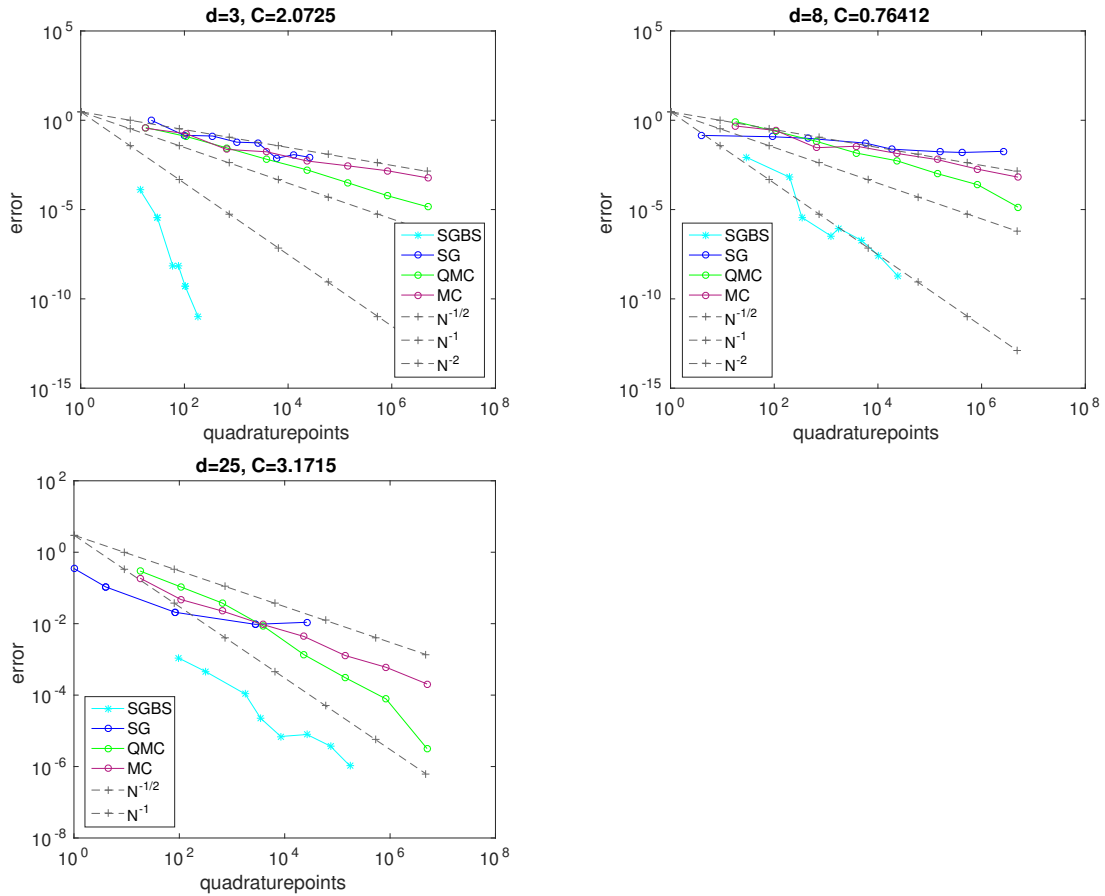 d=3, C=2.0725
10^5
10^0
10^-5
10^-10
10^-15
error
10^0
10^2
10^4
10^6
10^8
quadraturepoints
SGBS
SG
QMC
MC
N^-1/2
N^-1
N^-2
d=8, C=0.76412
10^5
10^0
10^-5
10^-10
10^-15
error
10^0
10^2
10^4
10^6
10^8
quadraturepoints
SGBS
SG
QMC
MC
N^-1/2
N^-1
N^-2
d=25, C=3.1715
10^2
10^0
10^-2
10^-4
10^-6
10^-8
error
10^0
10^2
10^4
10^6
10^8
quadraturepoints
SGBS
SG
QMC
MC
N^-1/2
N^-1